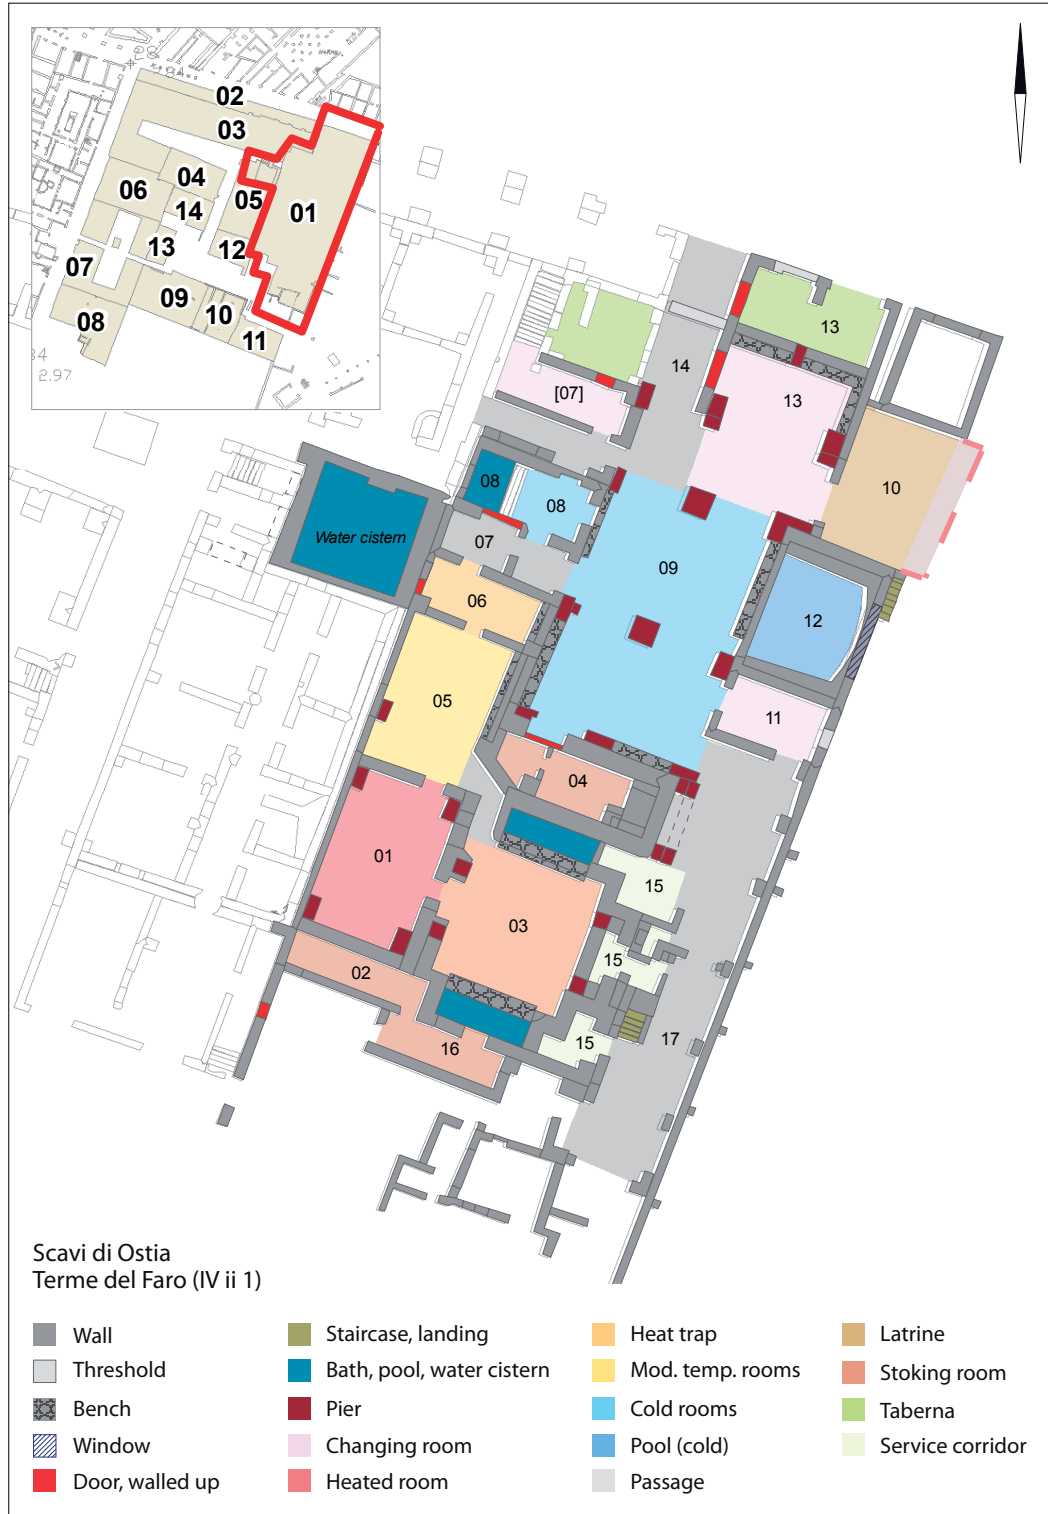 02
03
04
06
05
01
14
13
12
07
09
10
08
11
2.97
13
14
[07]
13
08
08
10
Water cistern
07
09
06
12
05
11
04
01
15
03
02
15
15
17
16
Scavi di Ostia
Terme del Faro (IV ii 1)
Wall
Threshold
Bench
Window
Door, walled up
Staircase, landing
Bath, pool, water cistern
Pier
Changing room
Heated room
Heat trap
Mod. temp. rooms
Cold rooms
Pool (cold)
Passage
Latrine
Stoking room
Taberna
Service corridor